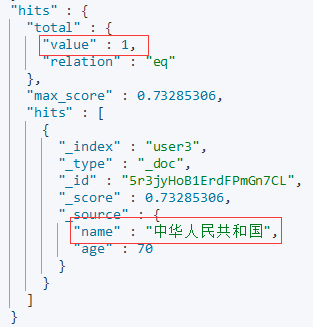 "hits" : {
"total" : {
"value" : 1,
"relation" : "eq"
},
"max_score" : 0.73285306,
"hits" : [
{
"_index" : "user3",
"_type" : "_doc",
"_id" : "5r3jyHoB1ErdFPmGn7CL",
"_score" : 0.73285306,
"_source" : {
"name" : "中华人民共和国",
"age" : 70
}
}
]
}